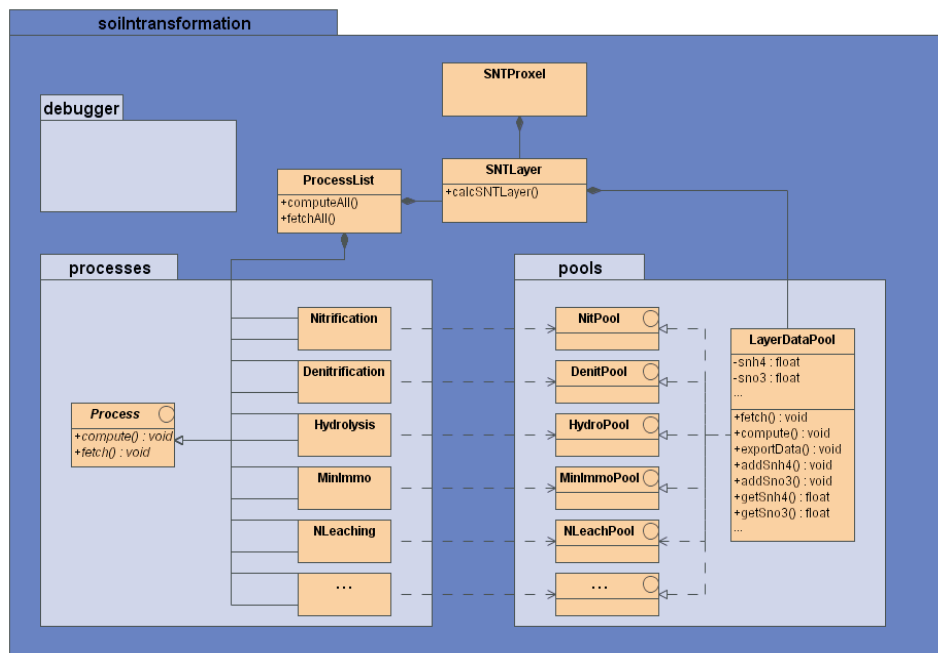 soilntransformation
SNTProxel
debugger
SNTLayer
+calcSNTLayer()
ProcessList
+computeAll()
+fetchAll()
processes
pools
Nitrification
NitPool
LayerDataPool
-snh4 : float
-sno3 : float
...
+fetch() : void
+compute() : void
+exportData() : void
+addSnh4() : void
+addSno3() : void
+getSnh4() : float
+getSno3() : float
...
Denitrification
DenitPool
Process
+compute() : void
+fetch() : void
Hydrolysis
HydroPool
MinImmo
MinImmoPool
NLeaching
NLeachPool
...
...